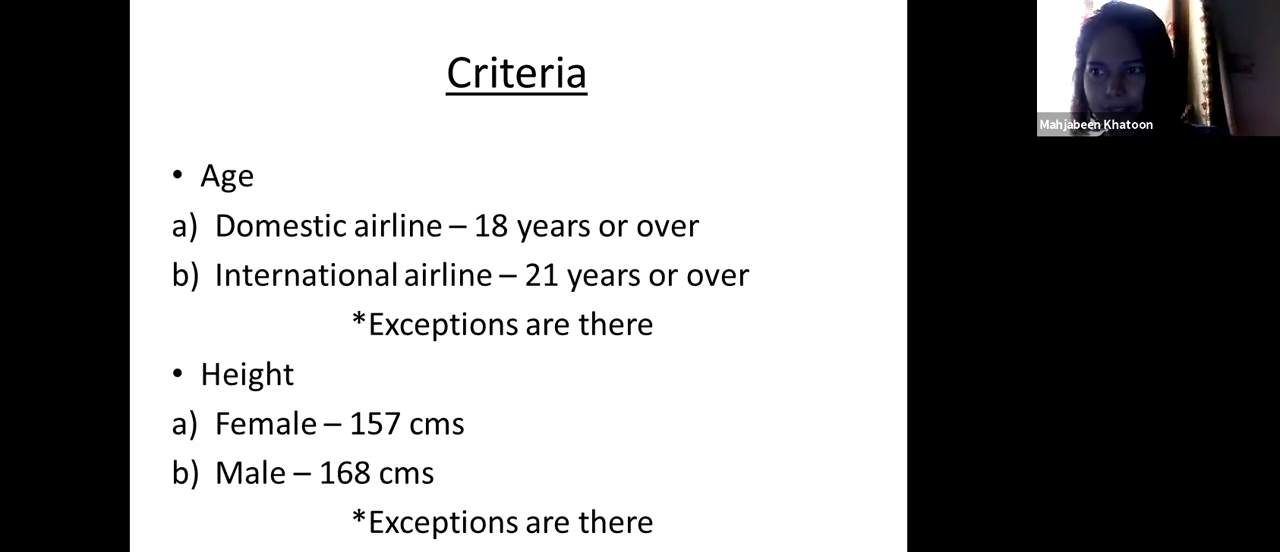 Criteria
• Age
a) Domestic airline – 18 years or over
b) International airline – 21 years or over
*Exceptions are there
• Height
a) Female – 157 cms
b) Male – 168 cms
*Exceptions are there
Mahjabeen Khatoon